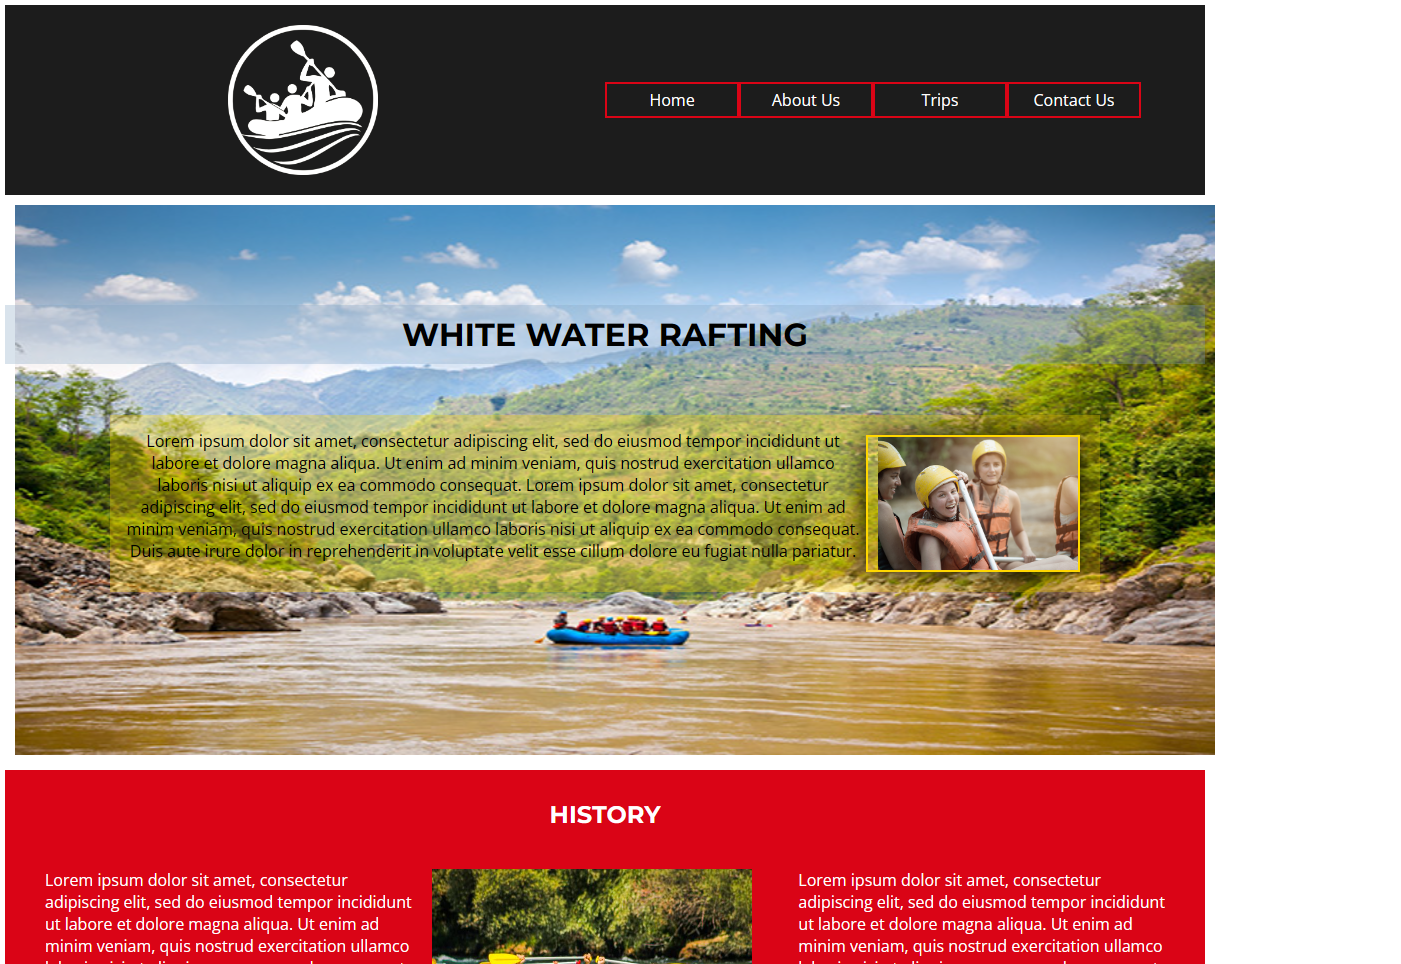 Home
About Us
Trips
Contact Us
WHITE WATER RAFTING
Lorem ipsum dolor sit amet, consectetur adipiscing elit, sed do eiusmod tempor incididunt ut
labore et dolore magna aliqua. Ut enim ad minim veniam, quis nostrud exercitation ullamco
laboris nisi ut aliquip ex ea commodo consequat. Lorem ipsum dolor sit amet, consectetur
adipiscing elit, sed do eiusmod tempor incididunt ut labore et dolore magna aliqua. Ut enim ad
minim veniam, quis nostrud exercitation ullamco laboris nisi ut aliquip ex ea commodo consequat.
Duis aute irure dolor in reprehenderit in voluptate velit esse cillum dolore eu fugiat nulla pariatur.
HISTORY
Lorem ipsum dolor sit amet, consectetur
adipiscing elit, sed do eiusmod tempor incididunt
ut labore et dolore magna aliqua. Ut enim ad
minim veniam, quis nostrud exercitation ullamco
Lorem ipsum dolor sit amet, consectetur
adipiscing elit, sed do eiusmod tempor incididunt
ut labore et dolore magna aliqua. Ut enim ad
minim veniam, quis nostrud exercitation ullamco